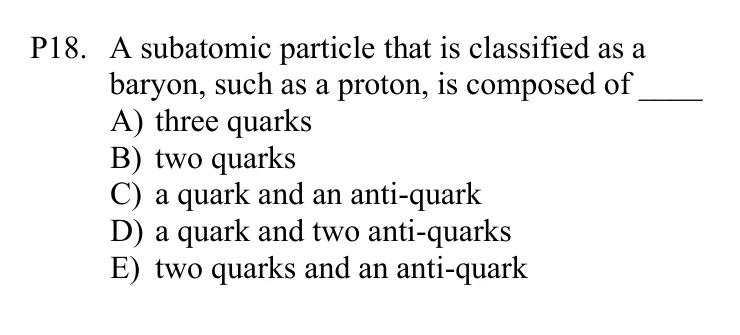 P18. A subatomic particle that is classified as a
baryon, such as a proton, is composed of ____
A) three quarks
B) two quarks
C) a quark and an anti-quark
D) a quark and two anti-quarks
E) two quarks and an anti-quark